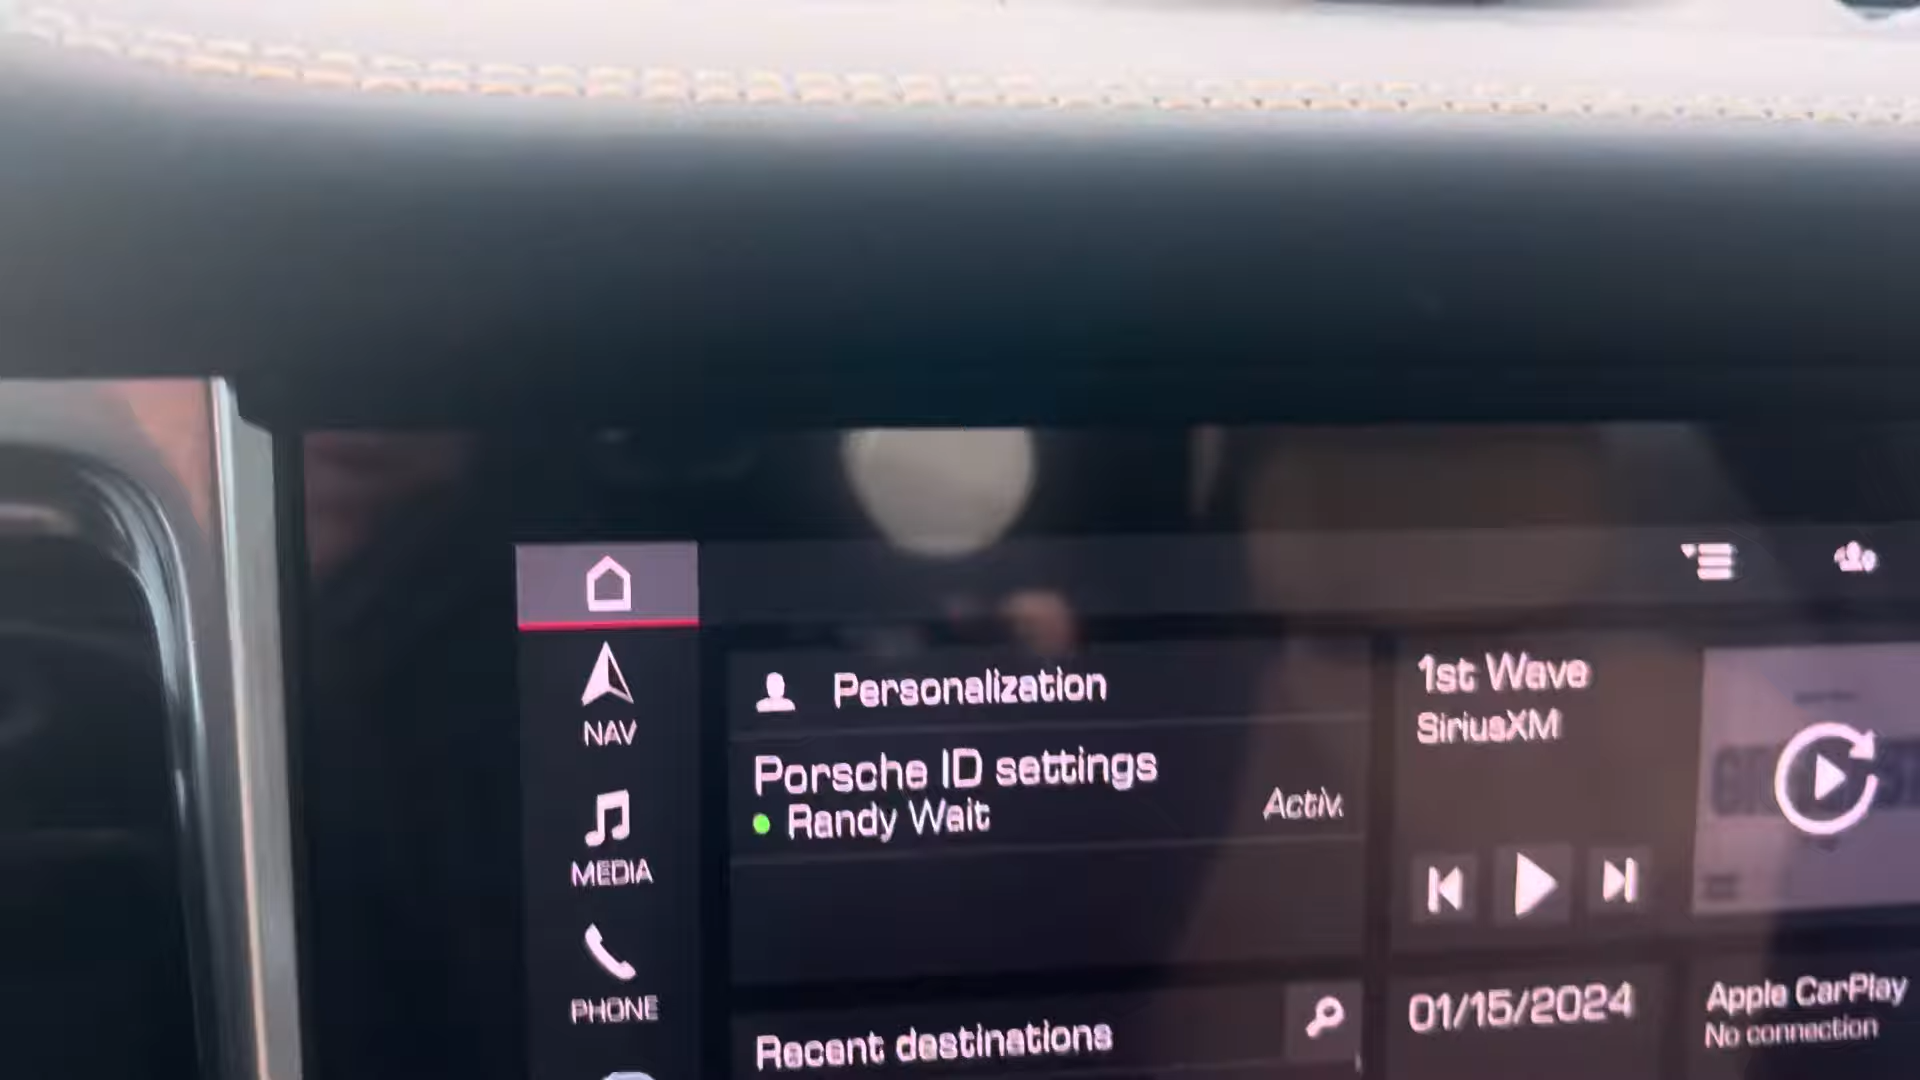 NAV
MEDIA
PHONE
Personalization
Porsche ID settings
Randy Wait
Activ.
Recent destinations
1st Wave
SiriusXM
01/15/2024
Apple CarPlay
No connection